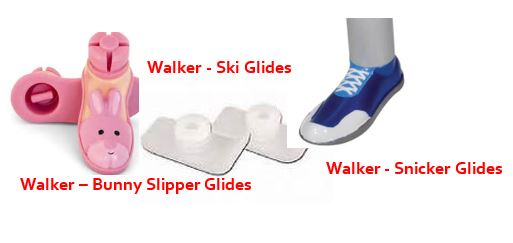 Walker - Ski Glides
Walker - Snicker Glides
Walker – Bunny Slipper Glides